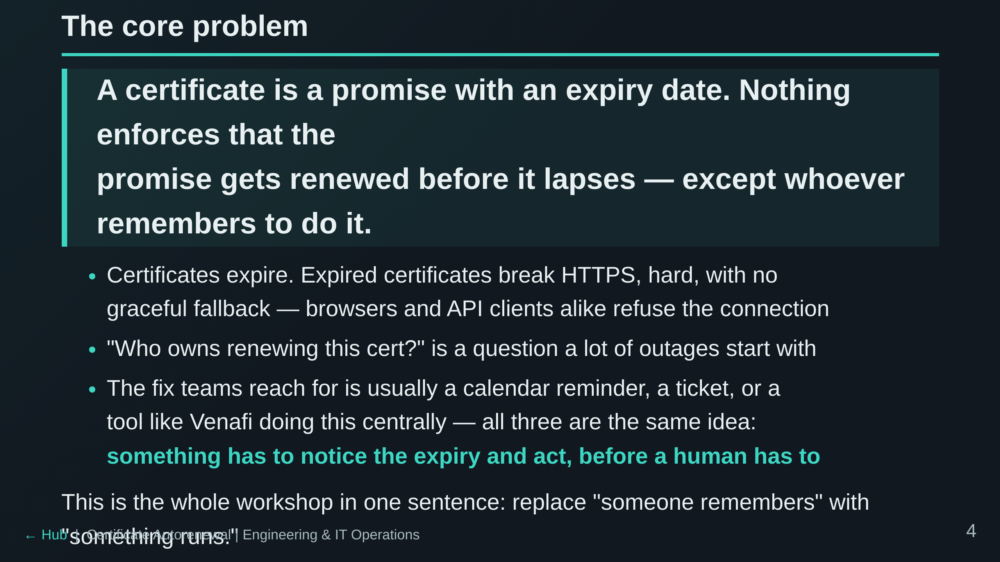 The core problem
A certificate is a promise with an expiry date. Nothing
enforces that the
promise gets renewed before it lapses — except whoever
remembers to do it.
• Certificates expire. Expired certificates break HTTPS, hard, with no
graceful fallback — browsers and API clients alike refuse the connection
• "Who owns renewing this cert?" is a question a lot of outages start with
• The fix teams reach for is usually a calendar reminder, a ticket, or a
tool like Venafi doing this centrally — all three are the same idea:
something has to notice the expiry and act, before a human has to
This is the whole workshop in one sentence: replace "someone remembers" with
"something runs."
← Hub | Certificate Autorenewal | Engineering & IT Operations
4